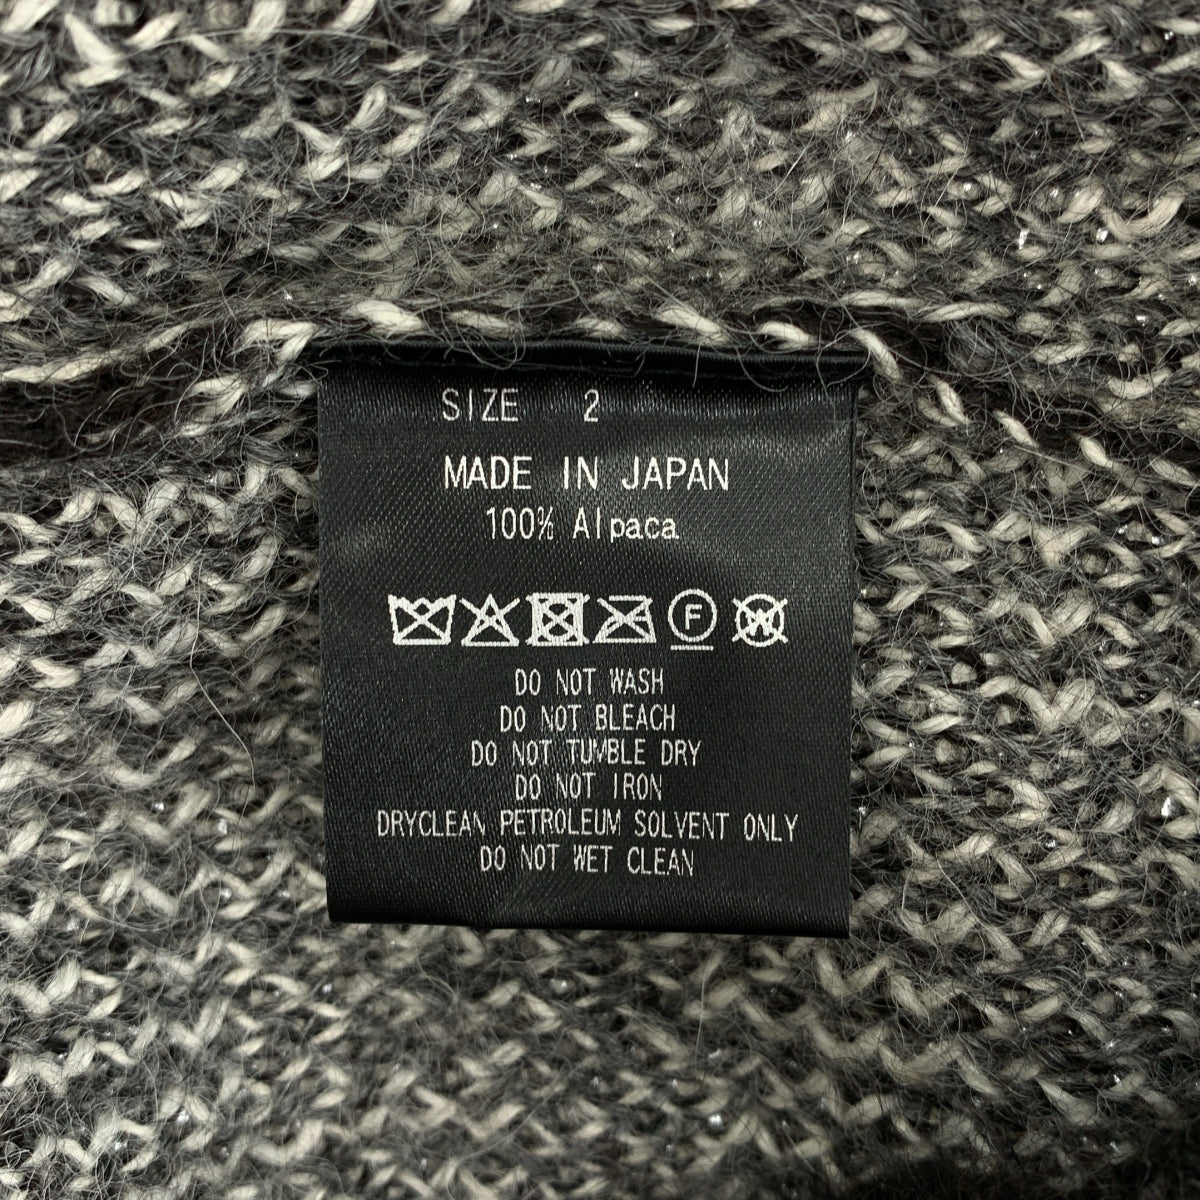 SIZE 2
MADE IN JAPAN
100% Alpaca
F W
DO NOT WASH
DO NOT BLEACH
DO NOT TUMBLE DRY
DO NOT IRON
DRYCLEAN PETROLEUM SOLVENT ONLY
DO NOT WET CLEAN